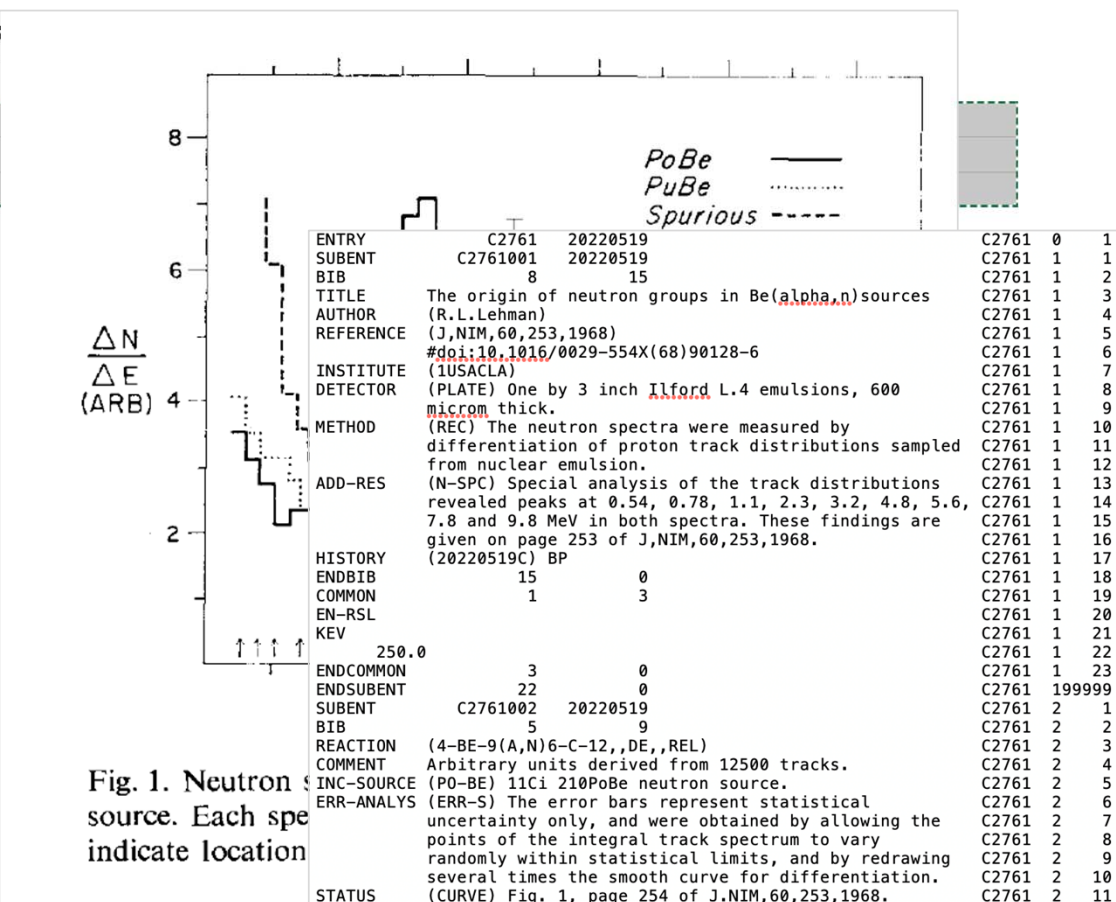 8
6
4
2
ΔN
ΔE
(ARB)
PoBe
PuBe
Spurious
Fig. 1. Neutron
source. Each spe
indicate location
ENTRY C2761 20220519 C2761 0 1
SUBENT C2761001 20220519 C2761 1 1
BIB 8 15 C2761 1 2
TITLE The origin of neutron groups in Be(alpha,n)sources C2761 1 3
AUTHOR (R.L.Lehman) C2761 1 4
REFERENCE (J,NIM,60,253,1968) C2761 1 5
#doi:10.1016/0029-554X(68)90128-6 C2761 1 6
INSTITUTE (1USACLA) C2761 1 7
DETECTOR (PLATE) One by 3 inch Ilford L.4 emulsions, 600 C2761 1 8
microm thick. C2761 1 9
METHOD (REC) The neutron spectra were measured by C2761 1 10
differentiation of proton track distributions sampled C2761 1 11
from nuclear emulsion. C2761 1 12
ADD-RES (N-SPC) Special analysis of the track distributions C2761 1 13
revealed peaks at 0.54, 0.78, 1.1, 2.3, 3.2, 4.8, 5.6, C2761 1 14
7.8 and 9.8 MeV in both spectra. These findings are C2761 1 15
given on page 253 of J,NIM,60,253,1968. C2761 1 16
HISTORY (20220519C) BP C2761 1 17
ENDBIB 15 0 C2761 1 18
COMMON 1 3 C2761 1 19
EN-RSL C2761 1 20
KEV C2761 1 21
250.0 C2761 1 22
ENDCOMMON 3 0 C2761 1 23
ENDSUBENT 22 0 C2761 199999
SUBENT C2761002 20220519 C2761 2 1
BIB 5 9 C2761 2 2
REACTION (4-BE-9(A,N)6-C-12,,DE,,REL) C2761 2 3
COMMENT Arbitrary units derived from 12500 tracks. C2761 2 4
INC-SOURCE (PO-BE) 11Ci 210PoBe neutron source. C2761 2 5
ERR-ANALYS (ERR-S) The error bars represent statistical C2761 2 6
uncertainty only, and were obtained by allowing the C2761 2 7
points of the integral track spectrum to vary C2761 2 8
randomly within statistical limits, and by redrawing C2761 2 9
several times the smooth curve for differentiation. C2761 2 10
STATUS (CURVE) Fig. 1, page 254 of J,NIM,60,253,1968. C2761 2 11